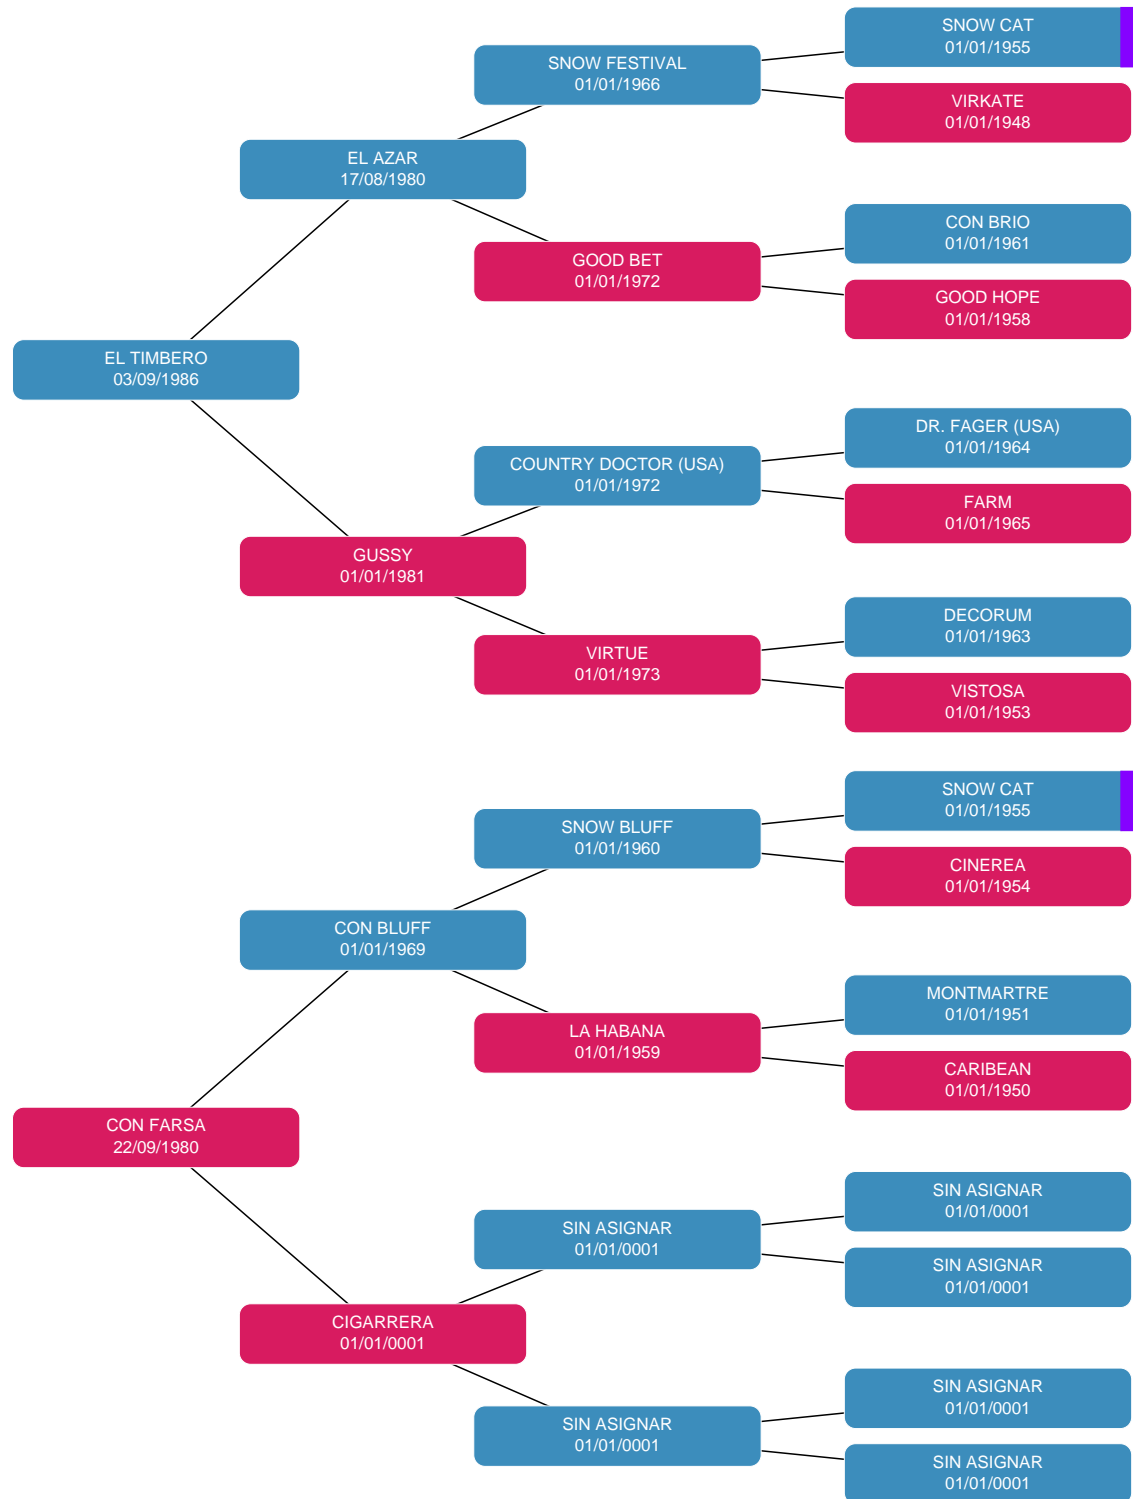 SNOW CAT
01/01/1955
SNOW FESTIVAL
01/01/1966
VIRKATE
01/01/1948
EL AZAR
17/08/1980
CON BRIO
01/01/1961
GOOD BET
01/01/1972
GOOD HOPE
01/01/1958
EL TIMBERO
03/09/1986
DR. FAGER (USA)
01/01/1964
COUNTRY DOCTOR (USA)
01/01/1972
FARM
01/01/1965
GUSSY
01/01/1981
DECORUM
01/01/1963
VIRTUE
01/01/1973
VISTOSA
01/01/1953
SNOW CAT
01/01/1955
SNOW BLUFF
01/01/1960
CINEREA
01/01/1954
CON BLUFF
01/01/1969
MONTMARTRE
01/01/1951
LA HABANA
01/01/1959
CARIBEAN
01/01/1950
CON FARSA
22/09/1980
SIN ASIGNAR
01/01/0001
SIN ASIGNAR
01/01/0001
SIN ASIGNAR
01/01/0001
CIGARRERA
01/01/0001
SIN ASIGNAR
01/01/0001
SIN ASIGNAR
01/01/0001
SIN ASIGNAR
01/01/0001